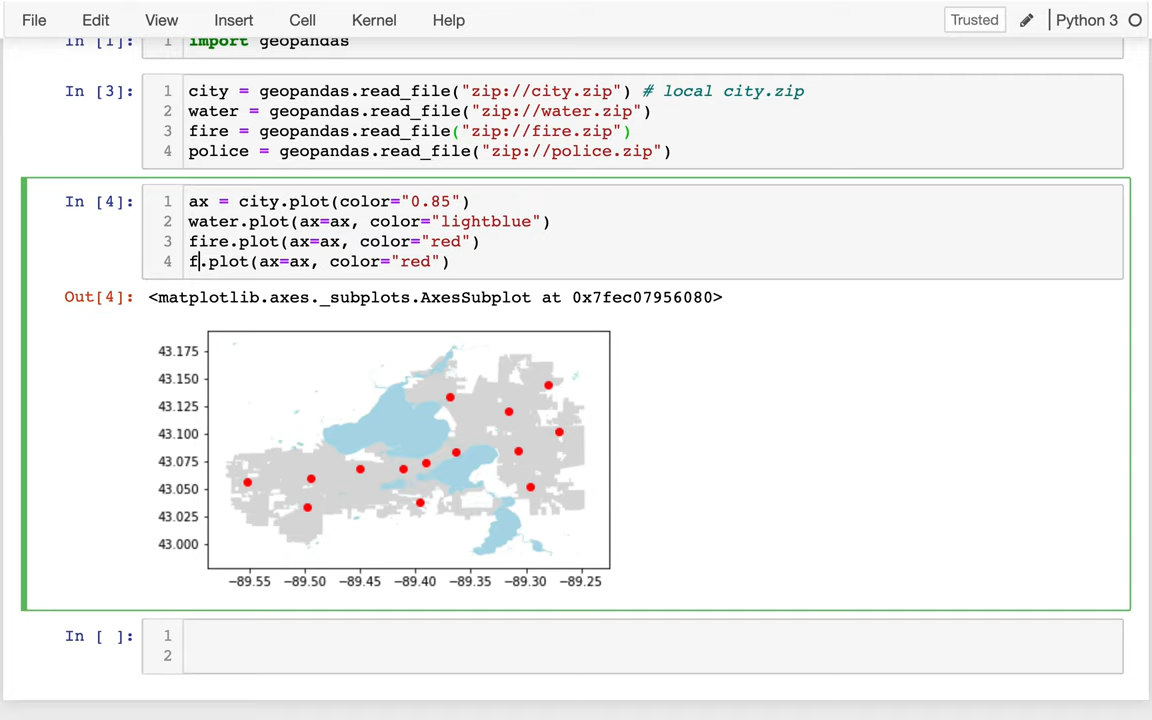 File Edit View Insert Cell Kernel Help Trusted Python 3
In [1]: 1 import geopandas
In [3]: 1 city = geopandas.read_file("zip://city.zip") # local city.zip
2 water = geopandas.read_file("zip://water.zip")
3 fire = geopandas.read_file("zip://fire.zip")
4 police = geopandas.read_file("zip://police.zip")
In [4]: 1 ax = city.plot(color="0.85")
2 water.plot(ax=ax, color="lightblue")
3 fire.plot(ax=ax, color="red")
4 f.plot(ax=ax, color="red")
Out[4]: <matplotlib.axes._subplots.AxesSubplot at 0x7fec07956080>
43.175
43.150
43.125
43.100
43.075
43.050
43.025
43.000
−89.55 −89.50 −89.45 −89.40 −89.35 −89.30 −89.25
In [ ]: 1
2